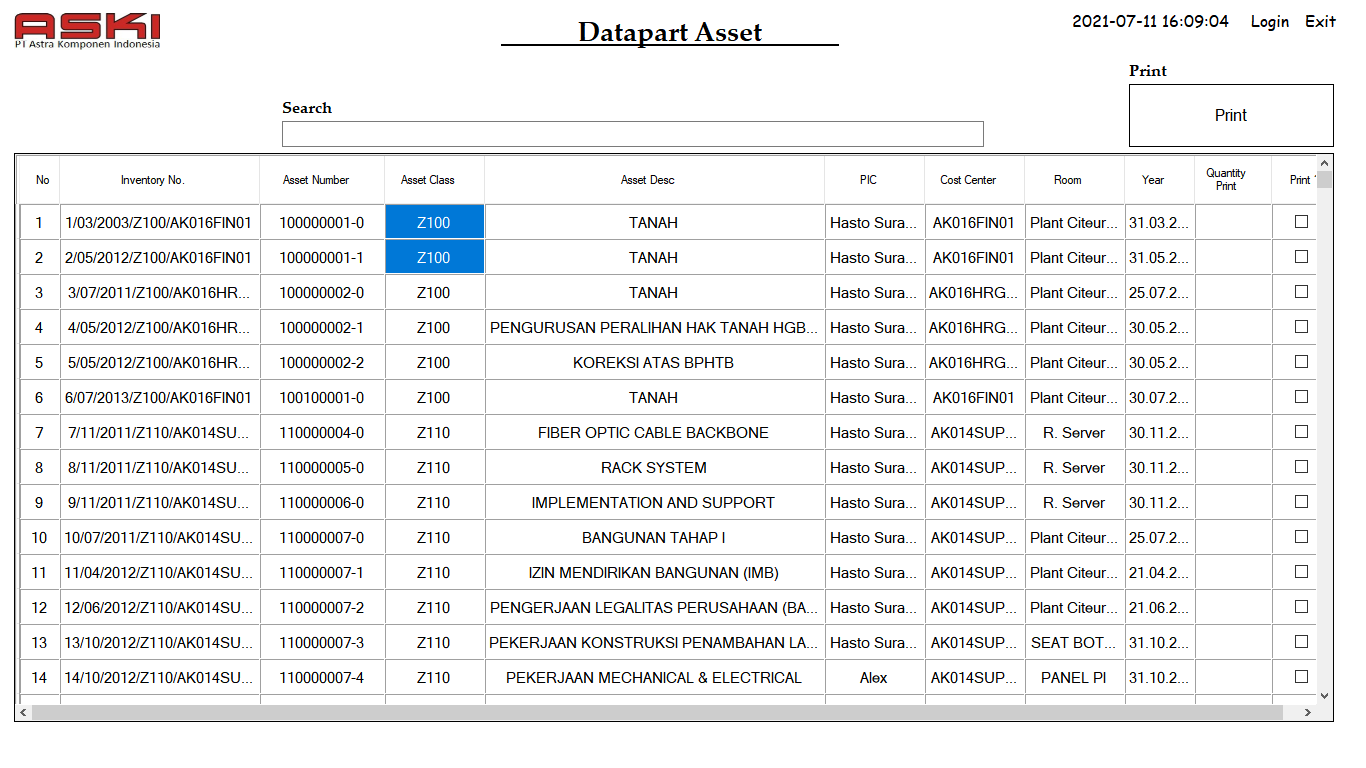 ASKI
PT Astra Komponen Indonesia
Datapart Asset
2021-07-11 16:09:04 Login Exit
Print
Print
Search
No Inventory No. Asset Number Asset Class Asset Desc PIC Cost Center Room Year Quantity Print Print
1 1/03/2003/Z100/AK016FIN01 100000001-0 Z100 TANAH Hasto Sura... AK016FIN01 Plant Citeur... 31.03.2...
2 2/05/2012/Z100/AK016FIN01 100000001-1 Z100 TANAH Hasto Sura... AK016FIN01 Plant Citeur... 31.05.2...
3 3/07/2011/Z100/AK016HR... 100000002-0 Z100 TANAH Hasto Sura... AK016HRG... Plant Citeur... 25.07.2...
4 4/05/2012/Z100/AK016HR... 100000002-1 Z100 PENGURUSAN PERALIHAN HAK TANAH HGB... Hasto Sura... AK016HRG... Plant Citeur... 30.05.2...
5 5/05/2012/Z100/AK016HR... 100000002-2 Z100 KOREKSI ATAS BPHTB Hasto Sura... AK016HRG... Plant Citeur... 30.05.2...
6 6/07/2013/Z100/AK016FIN01 100100001-0 Z100 TANAH Hasto Sura... AK016FIN01 Plant Citeur... 30.07.2...
7 7/11/2011/Z110/AK014SU... 110000004-0 Z110 FIBER OPTIC CABLE BACKBONE Hasto Sura... AK014SUP... R. Server 30.11.2...
8 8/11/2011/Z110/AK014SU... 110000005-0 Z110 RACK SYSTEM Hasto Sura... AK014SUP... R. Server 30.11.2...
9 9/11/2011/Z110/AK014SU... 110000006-0 Z110 IMPLEMENTATION AND SUPPORT Hasto Sura... AK014SUP... R. Server 30.11.2...
10 10/07/2011/Z110/AK014SU... 110000007-0 Z110 BANGUNAN TAHAP I Hasto Sura... AK014SUP... Plant Citeur... 25.07.2...
11 11/04/2012/Z110/AK014SU... 110000007-1 Z110 IZIN MENDIRIKAN BANGUNAN (IMB) Hasto Sura... AK014SUP... Plant Citeur... 21.04.2...
12 12/06/2012/Z110/AK014SU... 110000007-2 Z110 PENGERJAAN LEGALITAS PERUSAHAAN (BA... Hasto Sura... AK014SUP... Plant Citeur... 21.06.2...
13 13/10/2012/Z110/AK014SU... 110000007-3 Z110 PEKERJAAN KONSTRUKSI PENAMBAHAN LA... Hasto Sura... AK014SUP... SEAT BOT... 31.10.2...
14 14/10/2012/Z110/AK014SU... 110000007-4 Z110 PEKERJAAN MECHANICAL & ELECTRICAL Alex AK014SUP... PANEL PI 31.10.2...